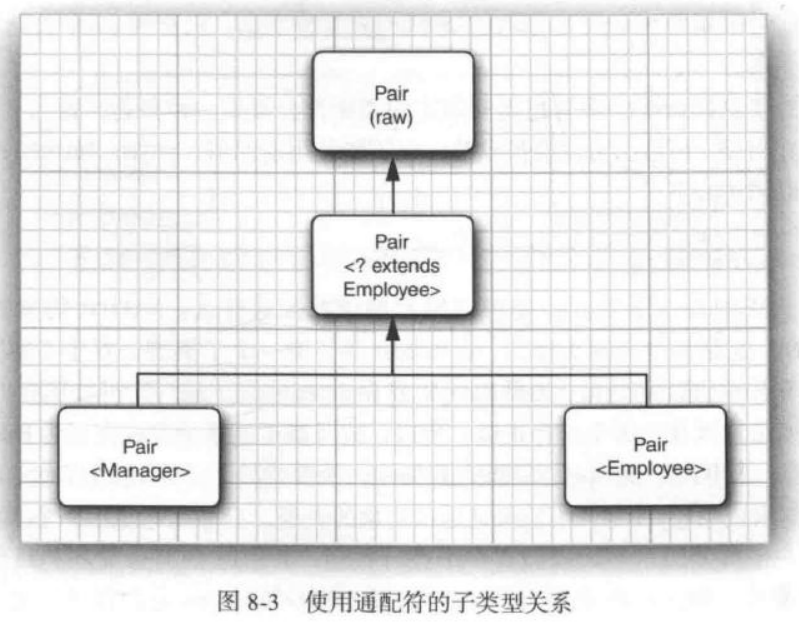 Pair
(raw)
Pair
<? extends
Employee>
Pair
<Manager>
Pair
<Employee>
图 8-3 使用通配符的子类型关系